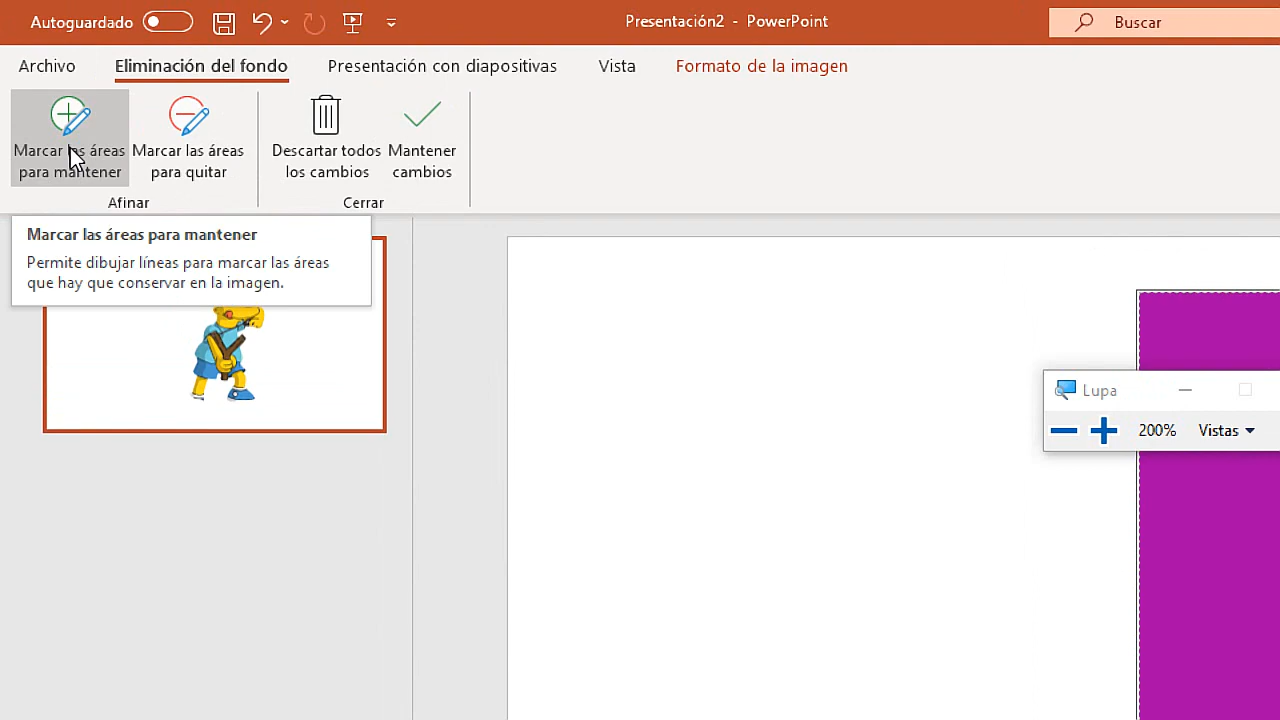 Autoguardado
Presentación2 - PowerPoint
Buscar
Archivo
Eliminación del fondo
Presentación con diapositivas
Vista
Formato de la imagen
Marcar las áreas
para mantener
Marcar las áreas
para quitar
Descartar todos
los cambios
Mantener
cambios
Afinar
Cerrar
Marcar las áreas para mantener
Permite dibujar líneas para marcar las áreas
que hay que conservar en la imagen.
Lupa
200%
Vistas